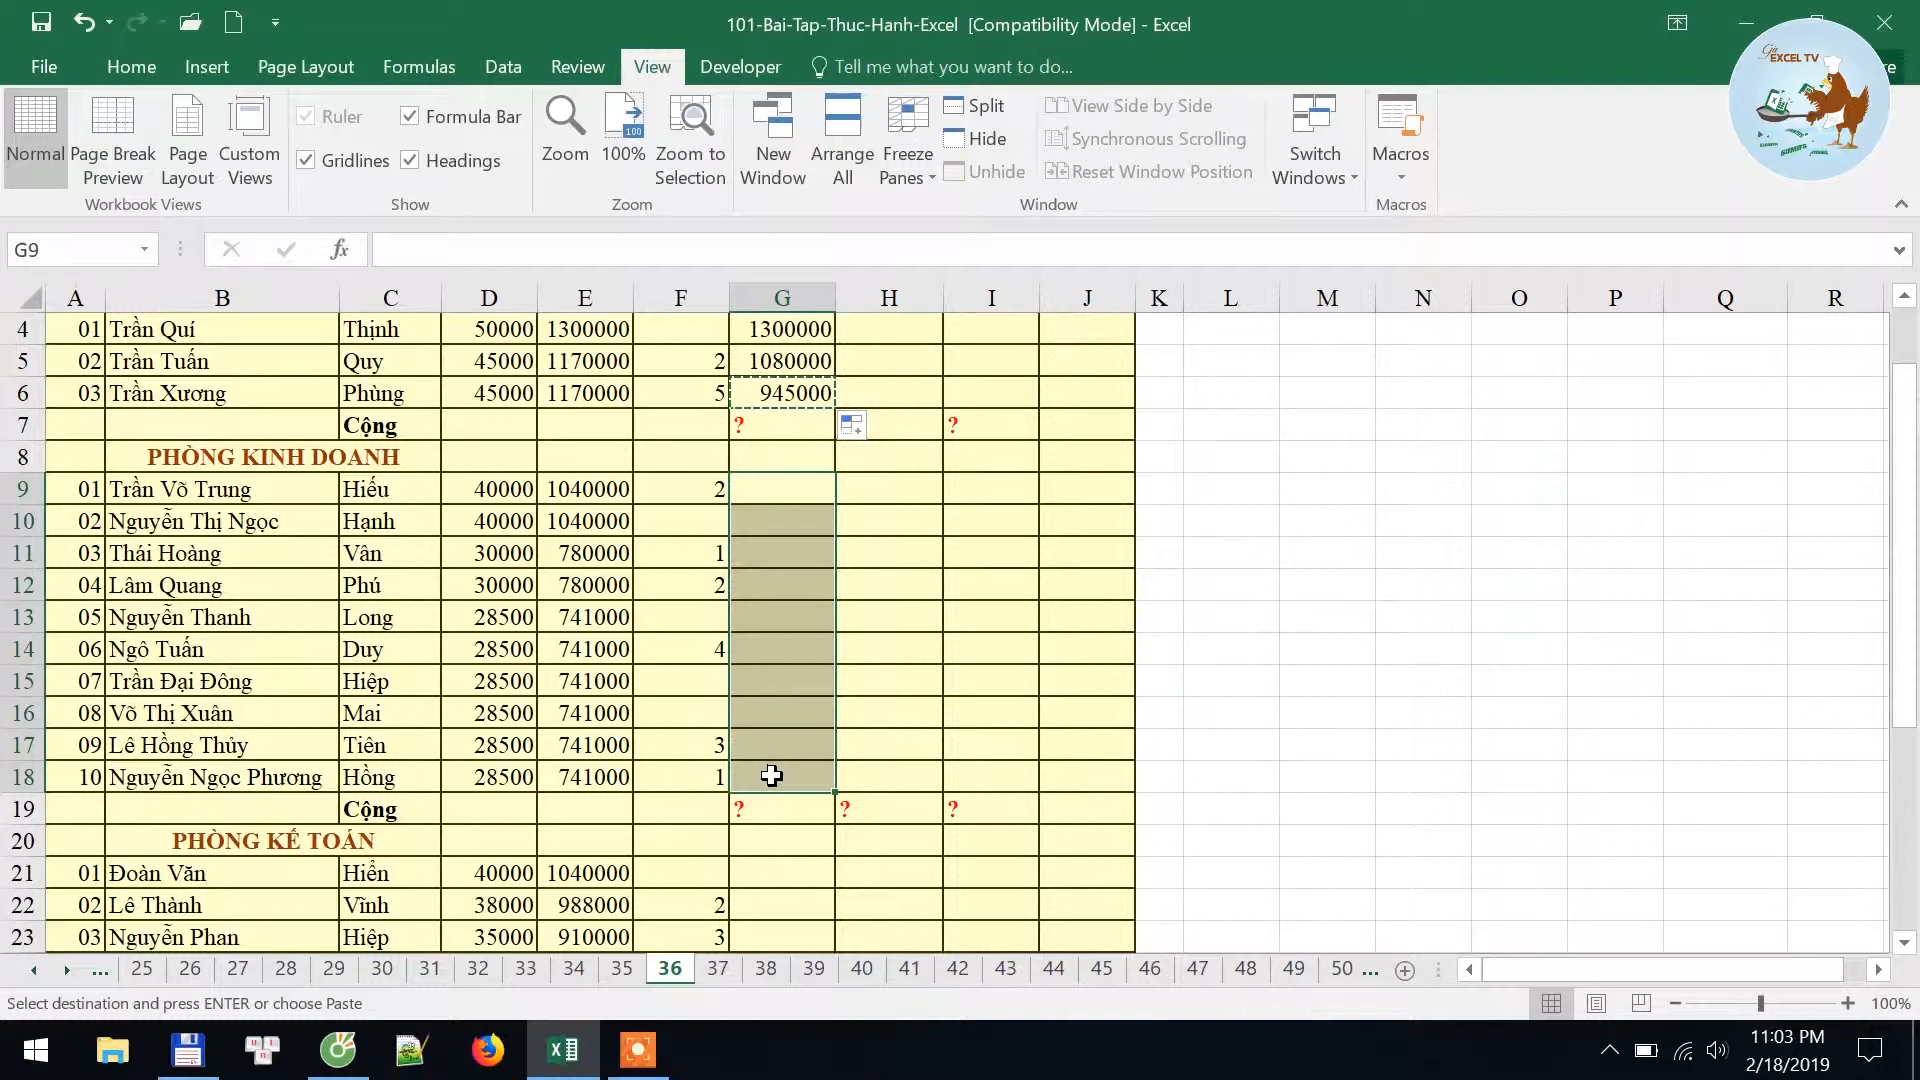 101-Bai-Tap-Thuc-Hanh-Excel [Compatibility Mode] - Excel
File Home Insert Page Layout Formulas Data Review View Developer Tell me what you want to do...
EXCEL TV
Normal Page Break Preview Page Layout Custom Views
Ruler Formula Bar
Gridlines Headings
Zoom 100% Zoom to Selection
New Window Arrange All Freeze Panes
Split
Hide
Unhide
View Side by Side
Synchronous Scrolling
Reset Window Position
Switch Windows Macros
Workbook Views Show Zoom Window Macros
G9 fx
A B C D E F G H I J K L M N O P Q R
4 01 Trần Quí Thịnh 50000 1300000 1300000
5 02 Trần Tuấn Quy 45000 1170000 2 1080000
6 03 Trần Xương Phùng 45000 1170000 5 945000
7 Cộng ? ?
8 PHÒNG KINH DOANH
9 01 Trần Võ Trung Hiếu 40000 1040000 2
10 02 Nguyễn Thị Ngọc Hạnh 40000 1040000
11 03 Thái Hoàng Vân 30000 780000 1
12 04 Lâm Quang Phú 30000 780000 2
13 05 Nguyễn Thanh Long 28500 741000
14 06 Ngô Tuấn Duy 28500 741000 4
15 07 Trần Đại Đông Hiệp 28500 741000
16 08 Võ Thị Xuân Mai 28500 741000
17 09 Lê Hồng Thủy Tiên 28500 741000 3
18 10 Nguyễn Ngọc Phương Hồng 28500 741000 1
19 Cộng ? ? ?
20 PHÒNG KẾ TOÁN
21 01 Đoàn Văn Hiển 40000 1040000
22 02 Lê Thành Vĩnh 38000 988000 2
23 03 Nguyễn Phan Hiệp 35000 910000 3
... 25 26 27 28 29 30 31 32 33 34 35 36 37 38 39 40 41 42 43 44 45 46 47 48 49 50 ...
Select destination and press ENTER or choose Paste 100%
11:03 PM
2/18/2019